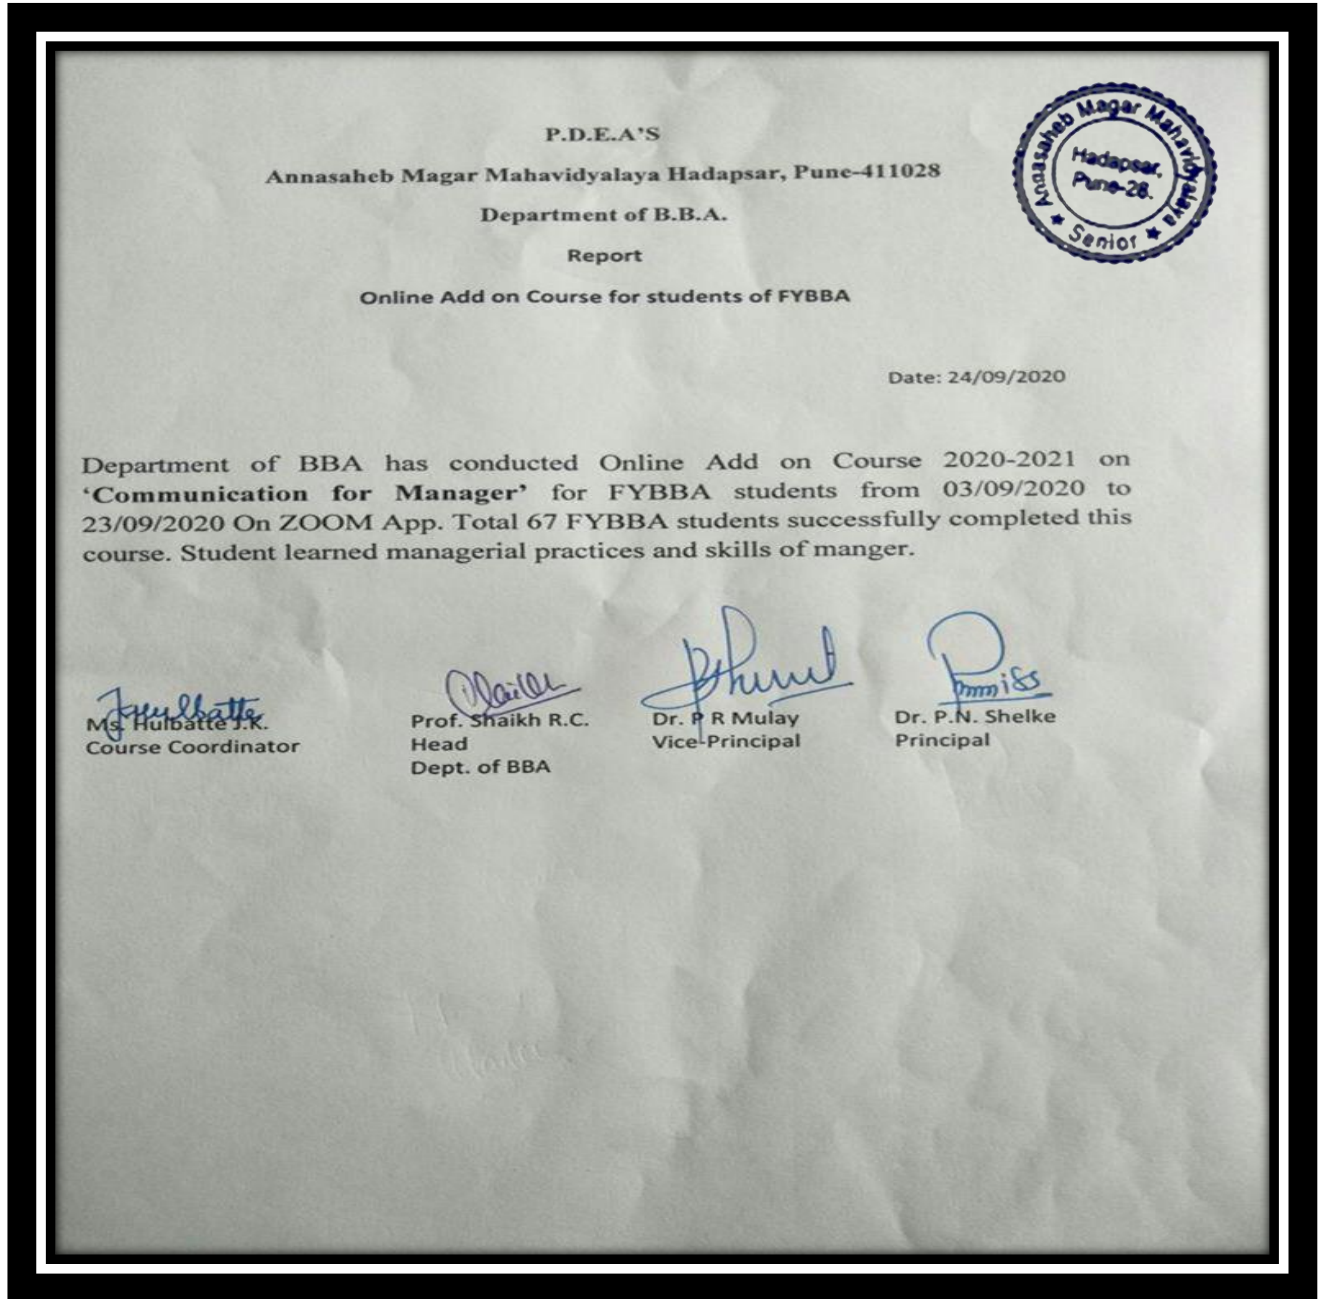 P.D.E.A'S
Annasaheb Magar Mahavidyalaya Hadapsar, Pune-411028
Department of B.B.A.
Report
Online Add on Course for students of FYBBA
Annasaheb Magar Mahavidyalaya
Hadapsar,
Pune-28.
★ Senior ★
Date: 24/09/2020
Department of BBA has conducted Online Add on Course 2020-2021 on
‘Communication for Manager’ for FYBBA students from 03/09/2020 to
23/09/2020 On ZOOM App. Total 67 FYBBA students successfully completed this
course. Student learned managerial practices and skills of manger.
Ms. Hulbatte J.K.
Course Coordinator
Prof. Shaikh R.C.
Head
Dept. of BBA
Dr. P R Mulay
Vice-Principal
Dr. P.N. Shelke
Principal